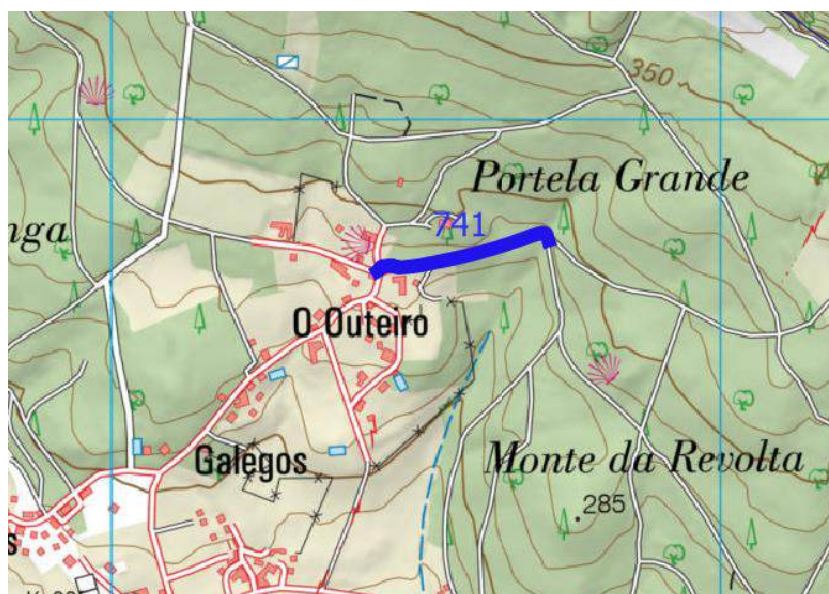 350
Portela Grande
nga
741
O Outeiro
Galegos
Monte da Revolta
285
s